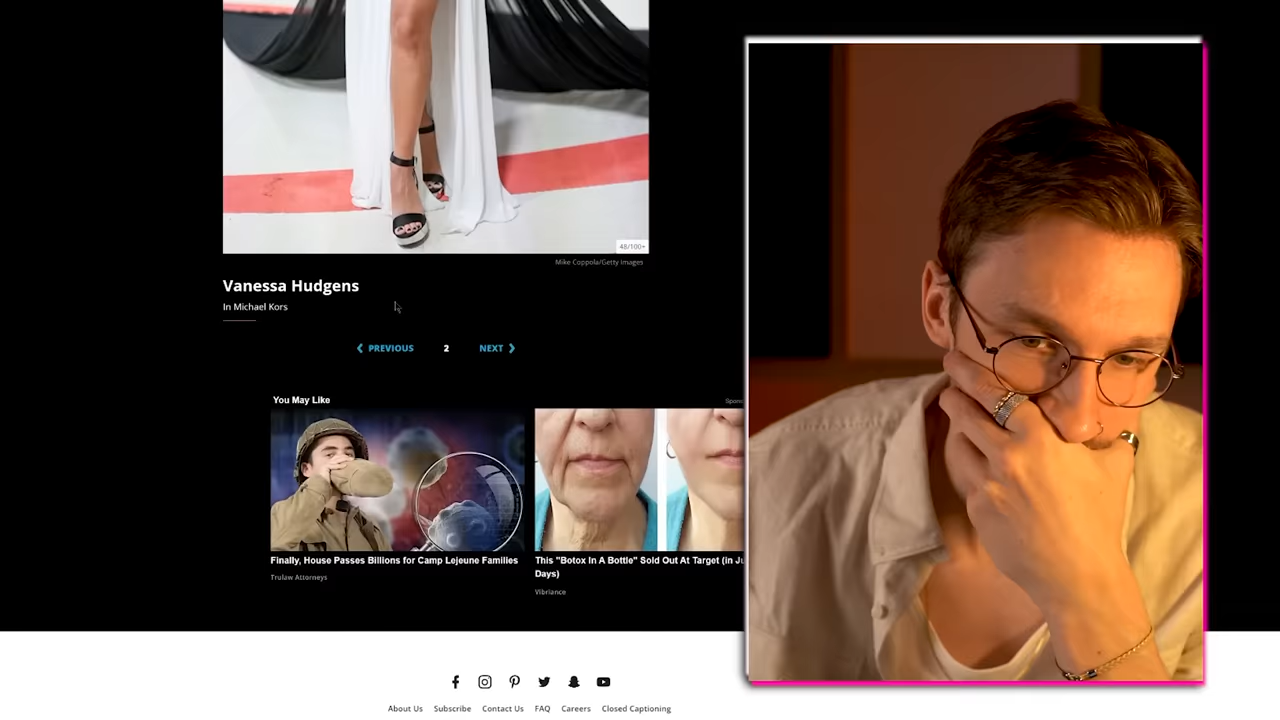 48/100+
Mike Coppola/Getty Images
Vanessa Hudgens
In Michael Kors
PREVIOUS 2 NEXT
You May Like
Finally, House Passes Billions for Camp Lejeune Families
Trulaw Attorneys
This "Botox In A Bottle" Sold Out At Target (in
Days)
Vibriance
About Us Subscribe Contact Us FAQ Careers Closed Captioning